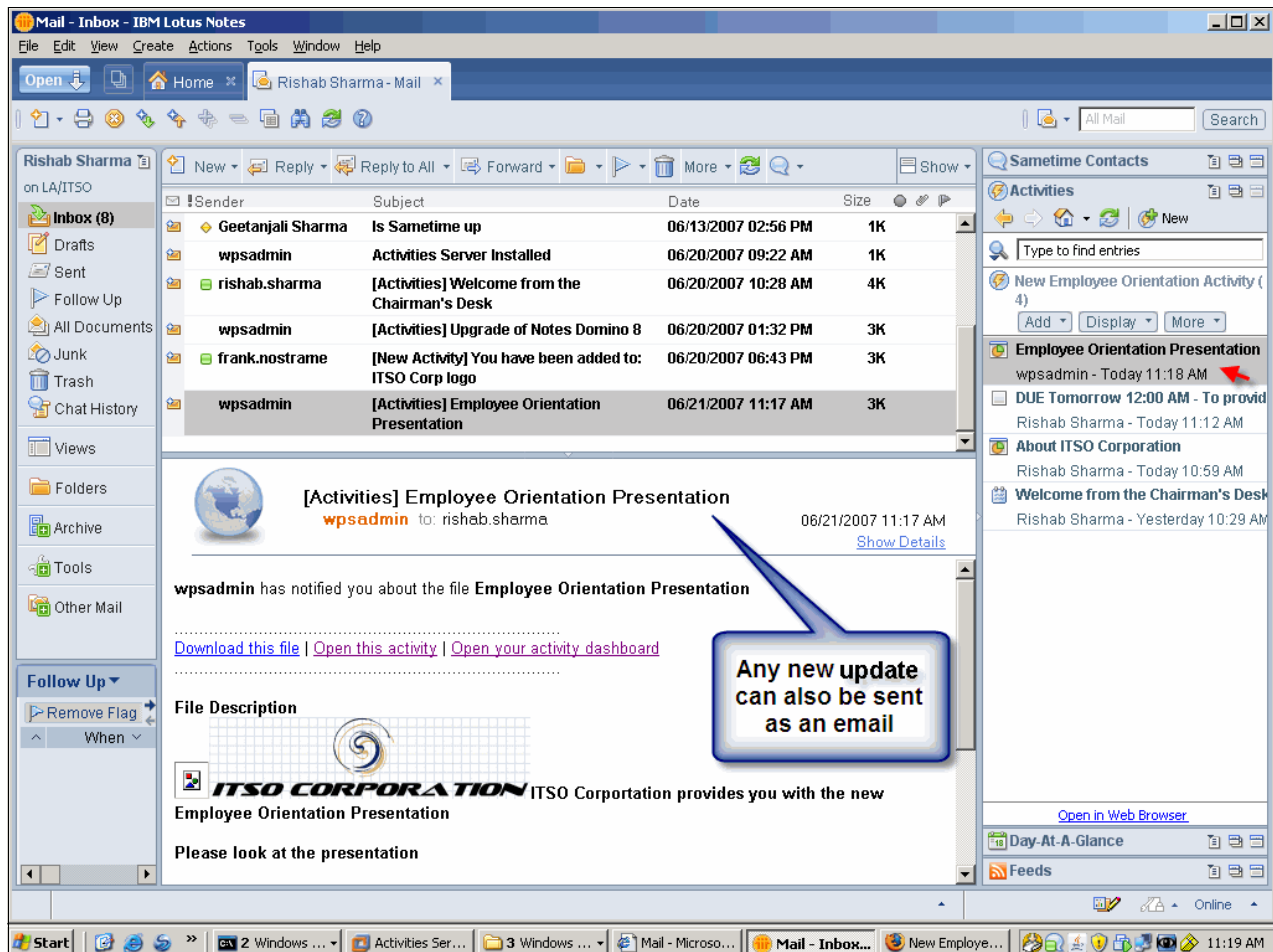 Mail - Inbox - IBM Lotus Notes
File Edit View Create Actions Tools Window Help
Open Home Rishab Sharma - Mail
All Mail Search
Rishab Sharma
on LA/ITSO
Inbox (8)
Drafts
Sent
Follow Up
All Documents
Junk
Trash
Chat History
Views
Folders
Archive
Tools
Other Mail
Follow Up
Remove Flag
When
New Reply Reply to All Forward More Show
!Sender Subject Date Size
Geetanjali Sharma Is Sametime up 06/13/2007 02:56 PM 1K
wpsadmin Activities Server Installed 06/20/2007 09:22 AM 1K
rishab.sharma [Activities] Welcome from the 06/20/2007 10:28 AM 4K
Chairman's Desk
wpsadmin [Activities] Upgrade of Notes Domino 8 06/20/2007 01:32 PM 3K
frank.nostrame [New Activity] You have been added to: 06/20/2007 06:43 PM 3K
ITSO Corp logo
wpsadmin [Activities] Employee Orientation 06/21/2007 11:17 AM 3K
Presentation
[Activities] Employee Orientation Presentation
wpsadmin to: rishab.sharma 06/21/2007 11:17 AM
Show Details
wpsadmin has notified you about the file Employee Orientation Presentation
Download this file | Open this activity | Open your activity dashboard
Any new update
can also be sent
as an email
File Description
ITSO CORPORATION ITSO Corportation provides you with the new
Employee Orientation Presentation
Please look at the presentation
Sametime Contacts
Activities
New
Type to find entries
New Employee Orientation Activity (
4)
Add Display More
Employee Orientation Presentation
wpsadmin - Today 11:18 AM
DUE Tomorrow 12:00 AM - To provid
Rishab Sharma - Today 11:12 AM
About ITSO Corporation
Rishab Sharma - Today 10:59 AM
Welcome from the Chairman's Desk
Rishab Sharma - Yesterday 10:29 AM
Open in Web Browser
Day-At-A-Glance
Feeds
Online
Start » 2 Windows ... Activities Ser... 3 Windows ... Mail - Microso... Mail - Inbox... New Employe... 11:19 AM